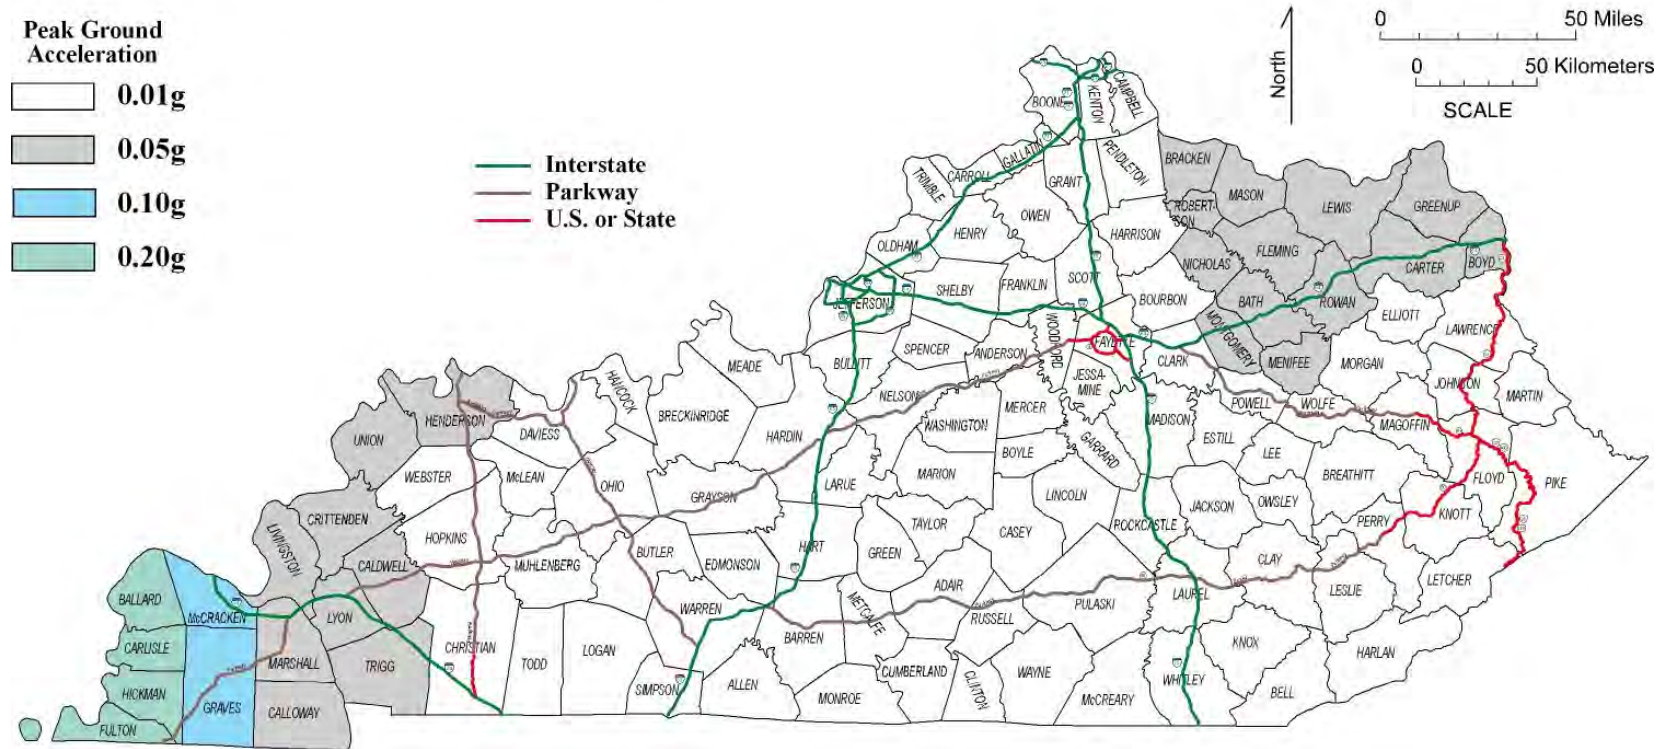 Peak Ground
Acceleration
0.01g
0.05g
0.10g
0.20g
Interstate
Parkway
U.S. or State
North
0 50 Miles
0 50 Kilometers
SCALE
BOONE
KENTON
CAMPBELL
GALLATIN
CARROLL
TRIMBLE
GRANT
PENDLETON
BRACKEN
MASON
ROBERT-
SON
LEWIS
GREENUP
OWEN
HENRY
OLDHAM
HARRISON
NICHOLAS
FLEMING
CARTER
BOYD
JEFFERSON
SHELBY
FRANKLIN
SCOTT
BOURBON
BATH
ROWAN
ELLIOTT
LAWRENCE
MONTGOMERY
MENIFEE
MORGAN
BULLITT
SPENCER
ANDERSON
WOODFORD
FAYETTE
CLARK
JESSA-
MINE
JOHNSON
MARTIN
MEADE
HANCOCK
BRECKINRIDGE
NELSON
MERCER
MADISON
POWELL
WOLFE
MAGOFFIN
HENDERSON
UNION
DAVIESS
HARDIN
WASHINGTON
BOYLE
GARRARD
ESTILL
LEE
BREATHITT
FLOYD
PIKE
WEBSTER
McLEAN
OHIO
GRAYSON
LARUE
MARION
LINCOLN
JACKSON
OWSLEY
PERRY
KNOTT
CRITTENDEN
LIVINGSTON
HOPKINS
BUTLER
EDMONSON
HART
GREEN
TAYLOR
CASEY
ROCKCASTLE
CLAY
LESLIE
LETCHER
CALDWELL
MUHLENBERG
BALLARD
McCRACKEN
LYON
WARREN
BARREN
METCALFE
ADAIR
RUSSELL
PULASKI
LAUREL
KNOX
HARLAN
CARLISLE
MARSHALL
TRIGG
CHRISTIAN
TODD
LOGAN
SIMPSON
ALLEN
MONROE
CUMBERLAND
CLINTON
WAYNE
McCREARY
WHITLEY
BELL
HICKMAN
GRAVES
CALLOWAY
FULTON